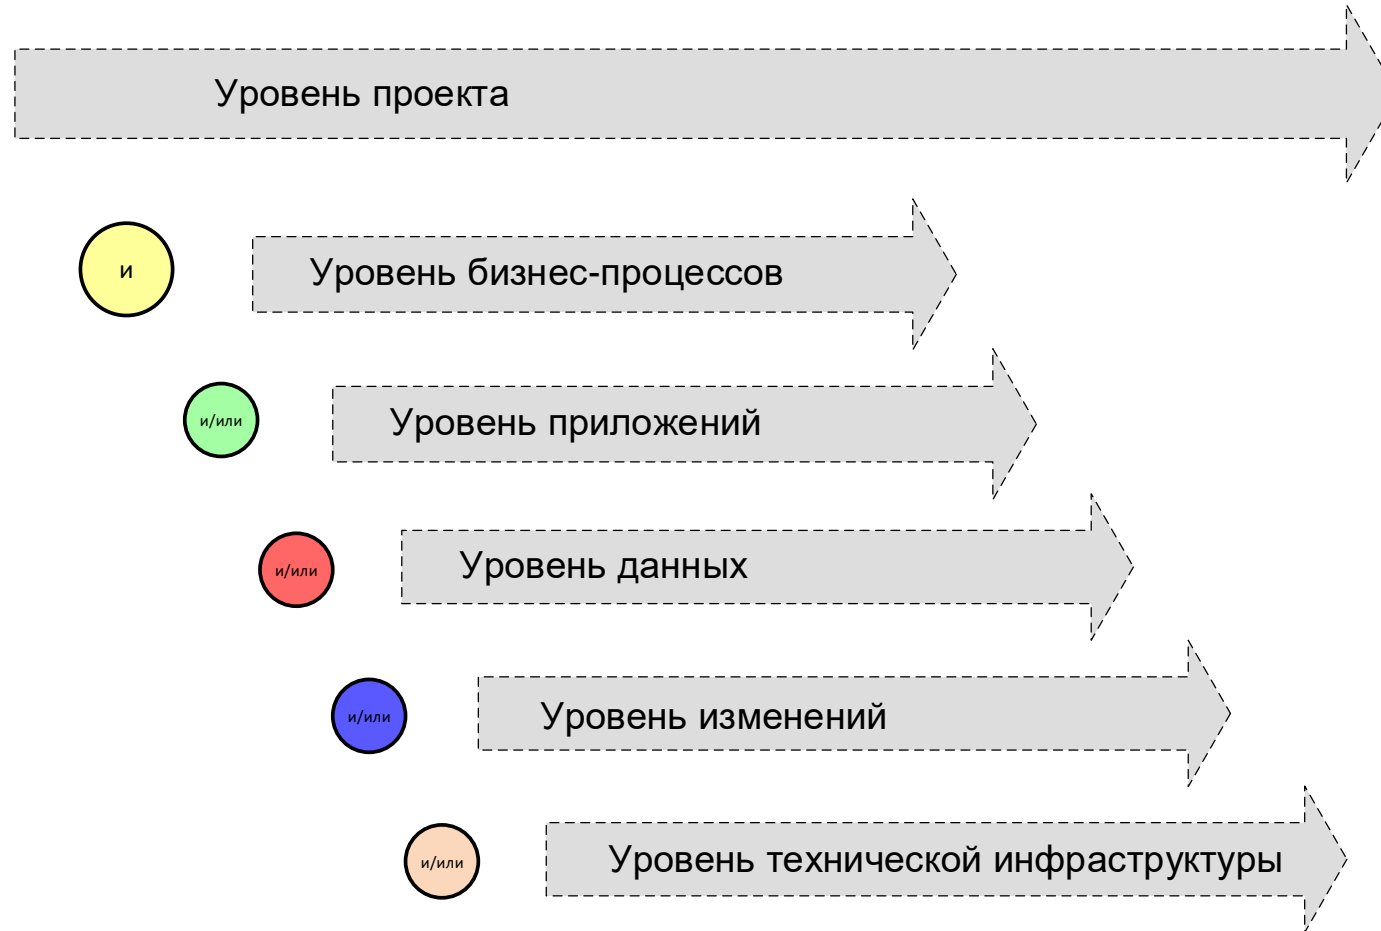 Уровень проекта
и
Уровень бизнес-процессов
и/или
Уровень приложений
и/или
Уровень данных
и/или
Уровень изменений
и/или
Уровень технической инфраструктуры